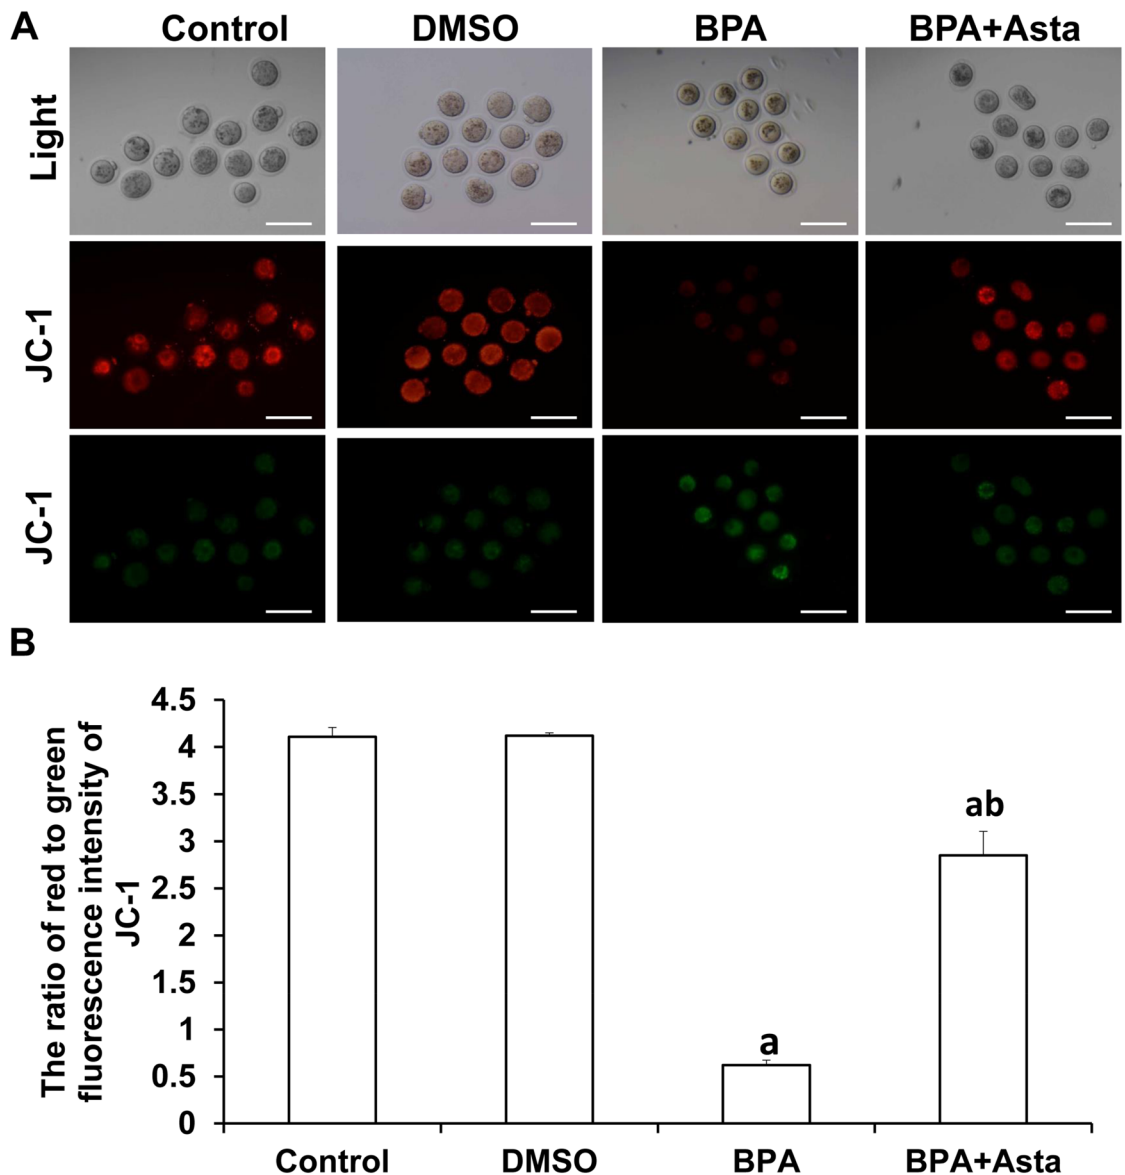 A
Control
DMSO
BPA
BPA+Asta
Light
JC-1
JC-1
B
The ratio of red to green
fluorescence intensity of
JC-1
4.5
4
3.5
3
2.5
2
1.5
1
0.5
0
a
ab
Control
DMSO
BPA
BPA+Asta